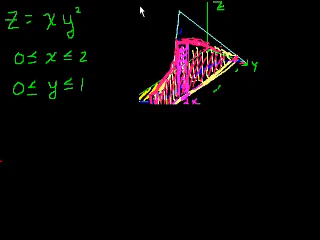 z = xy²
0 ≤ x ≤ 2
0 ≤ y ≤ 1
z
y
x